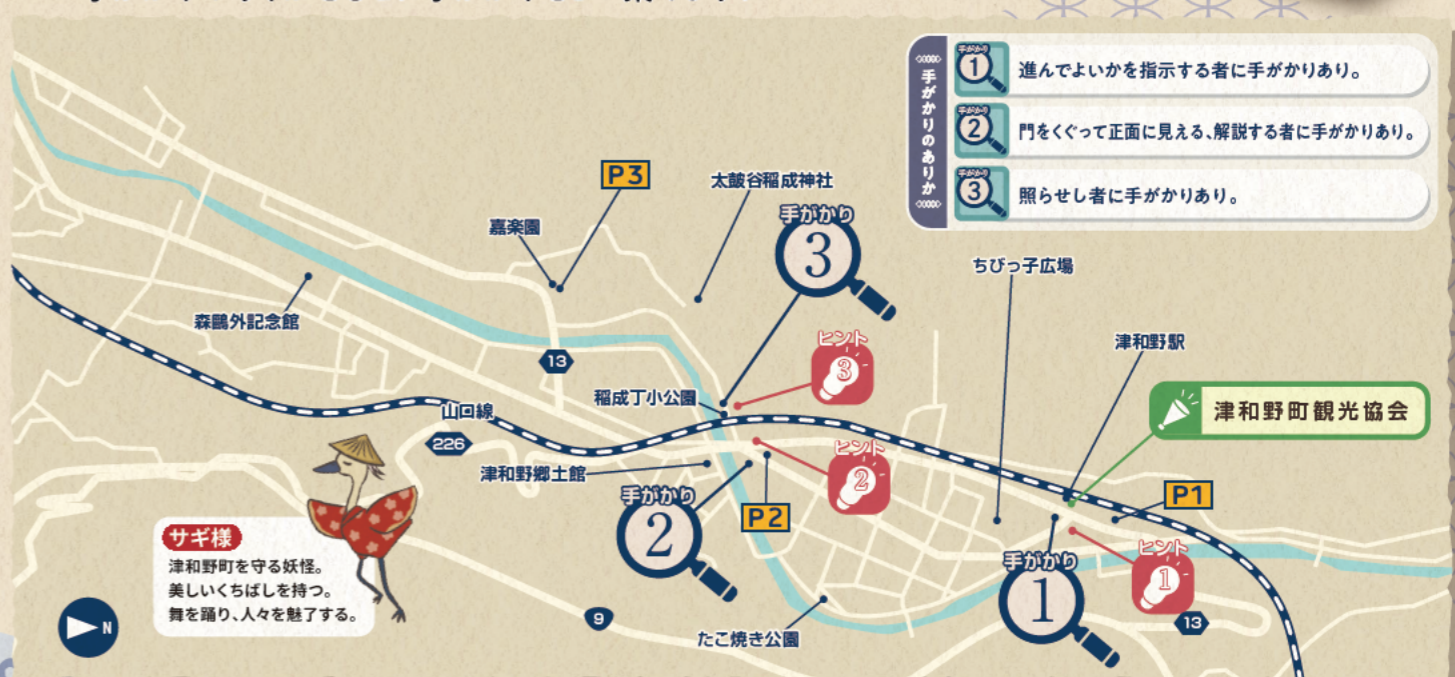 手がかりのありか
手がかり
1
進んでよいかを指示する者に手がかりあり。
手がかり
2
門をくぐって正面に見える、解説する者に手がかりあり。
手がかり
3
照らせし者に手がかりあり。
P3
太皷谷稲成神社
嘉楽園
手がかり
3
ちびっ子広場
森鷗外記念館
ヒント
3
津和野駅
13
津和野町観光協会
稲成丁小公園
山口線
226
ヒント
2
津和野郷土館
手がかり
2
P2
P1
ヒント
1
手がかり
1
サギ様
津和野町を守る妖怪。
美しいくちばしを持つ。
舞を踊り、人々を魅了する。
N
9
たこ焼き公園
13